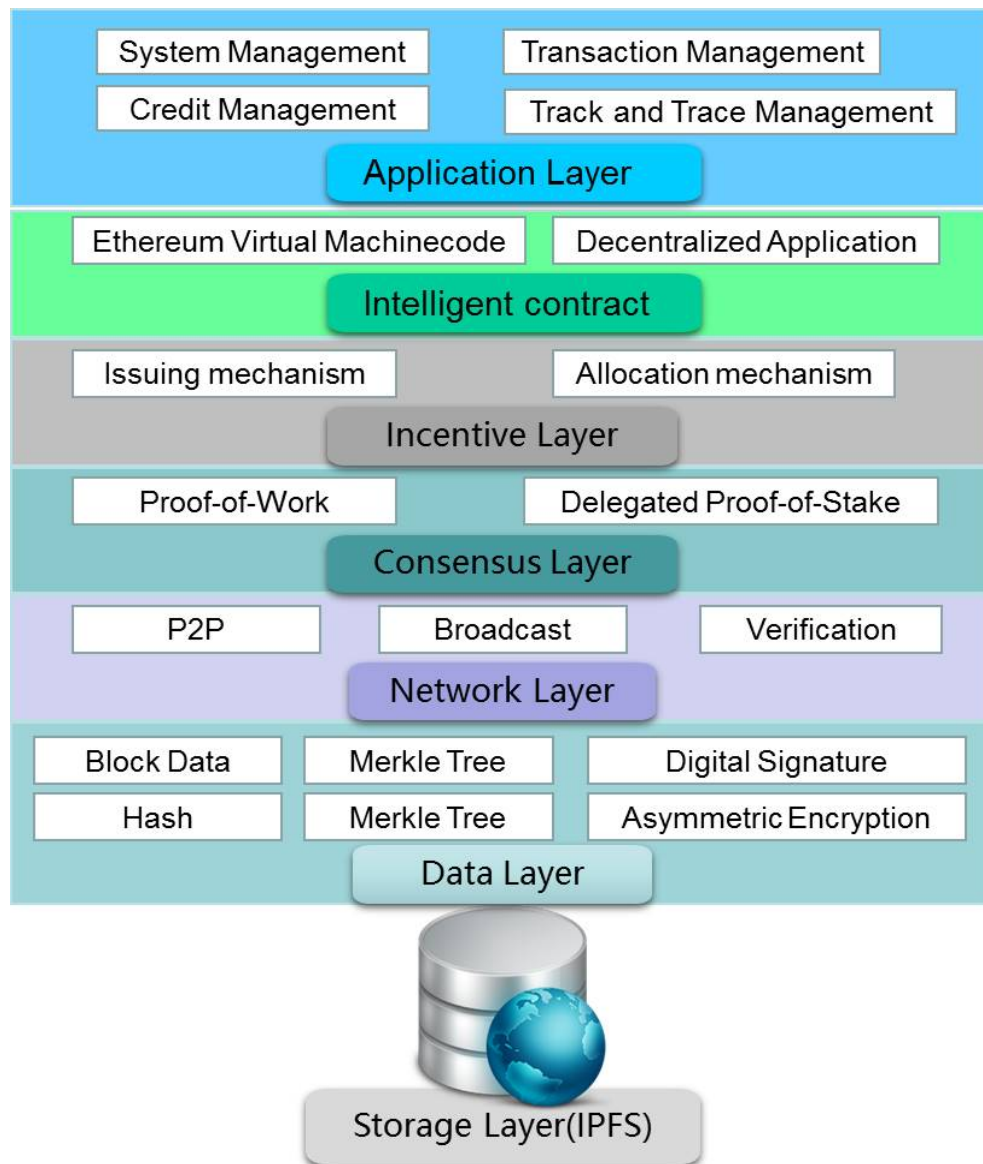 System Management
Transaction Management
Credit Management
Track and Trace Management
Application Layer
Ethereum Virtual Machinecode
Decentralized Application
Intelligent contract
Issuing mechanism
Allocation mechanism
Incentive Layer
Proof-of-Work
Delegated Proof-of-Stake
Consensus Layer
P2P
Broadcast
Verification
Network Layer
Block Data
Merkle Tree
Digital Signature
Hash
Merkle Tree
Asymmetric Encryption
Data Layer
Storage Layer(IPFS)